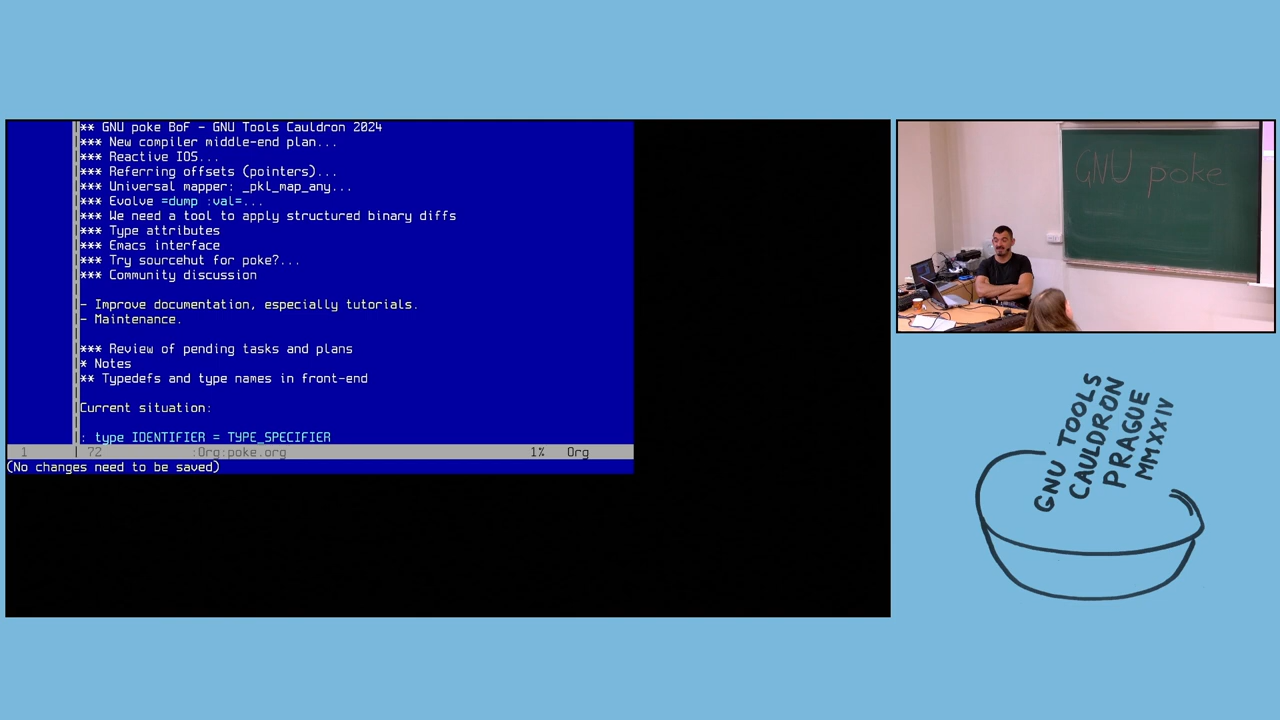 ** GNU poke BoF - GNU Tools Cauldron 2024
*** New compiler middle-end plan...
*** Reactive IOS...
*** Referring offsets (pointers)...
*** Universal mapper: _pkl_map_any...
*** Evolve =dump :val=...
*** We need a tool to apply structured binary diffs
*** Type attributes
*** Emacs interface
*** Try sourcehut for poke?...
*** Community discussion
- Improve documentation, especially tutorials.
- Maintenance.
*** Review of pending tasks and plans
* Notes
** Typedefs and type names in front-end
Current situation:
: type IDENTIFIER = TYPE_SPECIFIER
1 | 72 :Org:poke.org 1% Org
(No changes need to be saved)
GNU poke
GNU TOOLS
CAULDRON
PRAGUE
MMXXIV